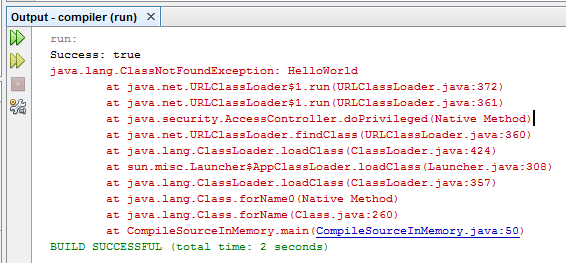 Output - compiler (run)
run:
Success: true
java.lang.ClassNotFoundException: HelloWorld
at java.net.URLClassLoader$1.run(URLClassLoader.java:372)
at java.net.URLClassLoader$1.run(URLClassLoader.java:361)
at java.security.AccessController.doPrivileged(Native Method)
at java.net.URLClassLoader.findClass(URLClassLoader.java:360)
at java.lang.ClassLoader.loadClass(ClassLoader.java:424)
at sun.misc.Launcher$AppClassLoader.loadClass(Launcher.java:308)
at java.lang.ClassLoader.loadClass(ClassLoader.java:357)
at java.lang.Class.forName0(Native Method)
at java.lang.Class.forName(Class.java:260)
at CompileSourceInMemory.main(CompileSourceInMemory.java:50)
BUILD SUCCESSFUL (total time: 2 seconds)